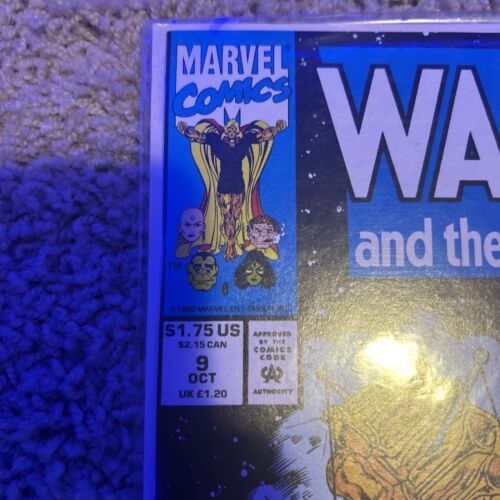 MARVEL®
COMICS
WA
and the
TM
© 1992 MARVEL ENT. GROUP INC.
$1.75 US
$2.15 CAN
9
OCT
UK £1.20
APPROVED
BY THE
COMICS
CODE
CA
AUTHORITY